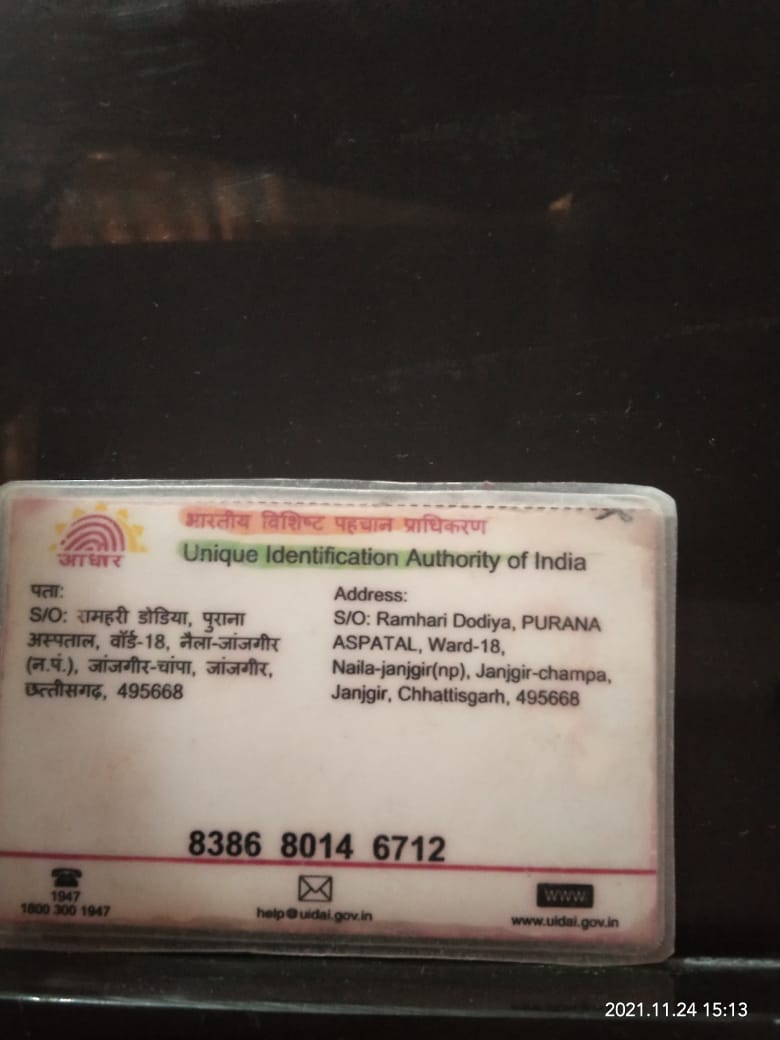 भारतीय विशिष्ट पहचान प्राधिकरण
Unique Identification Authority of India
आधार
पता:
S/O: रामहरी डोडिया, पुराना
अस्पताल, वॉर्ड-18, नैला-जांजगीर
(न.पं.), जांजगीर-चांपा, जांजगीर,
छत्तीसगढ़, 495668
Address:
S/O: Ramhari Dodiya, PURANA
ASPATAL, Ward-18,
Naila-janjgir(np), Janjgir-champa,
Janjgir, Chhattisgarh, 495668
8386 8014 6712
1947
1800 300 1947
help@uidai.gov.in
www
www.uidai.gov.in
2021.11.24 15:13